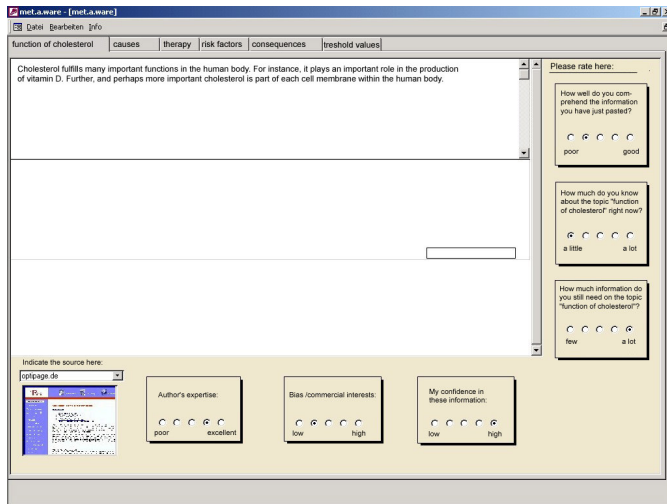 met.a.ware - [met.a.ware]
Datei Bearbeiten Info
function of cholesterol causes therapy risk factors consequences treshold values
Cholesterol fulfills many important functions in the human body. For instance, it plays an important role in the production
of vitamin D. Further, and perhaps more important cholesterol is part of each cell membrane within the human body.
Please rate here:
How well do you com-
prehend the information
you have just pasted?
poor good
How much do you know
about the topic "function
of cholesterol" right now?
a little a lot
How much information do
you still need on the topic
"function of cholesterol"?
few a lot
Indicate the source here:
optipage.de
Author's expertise:
poor excellent
Bias /commercial interests:
low high
My confidence in
these information:
low high